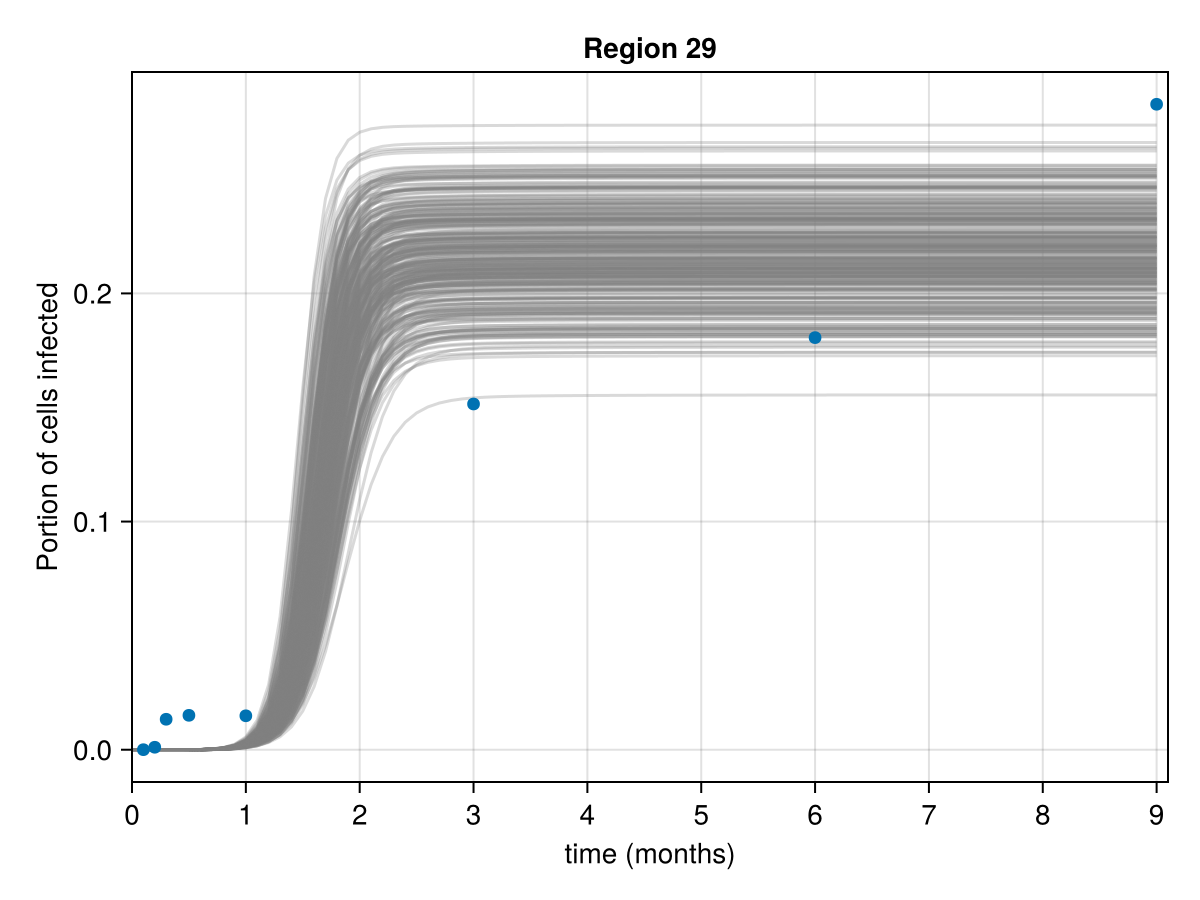 Region 29
Portion of cells infected
0.2
0.1
0.0
0 1 2 3 4 5 6 7 8 9
time (months)